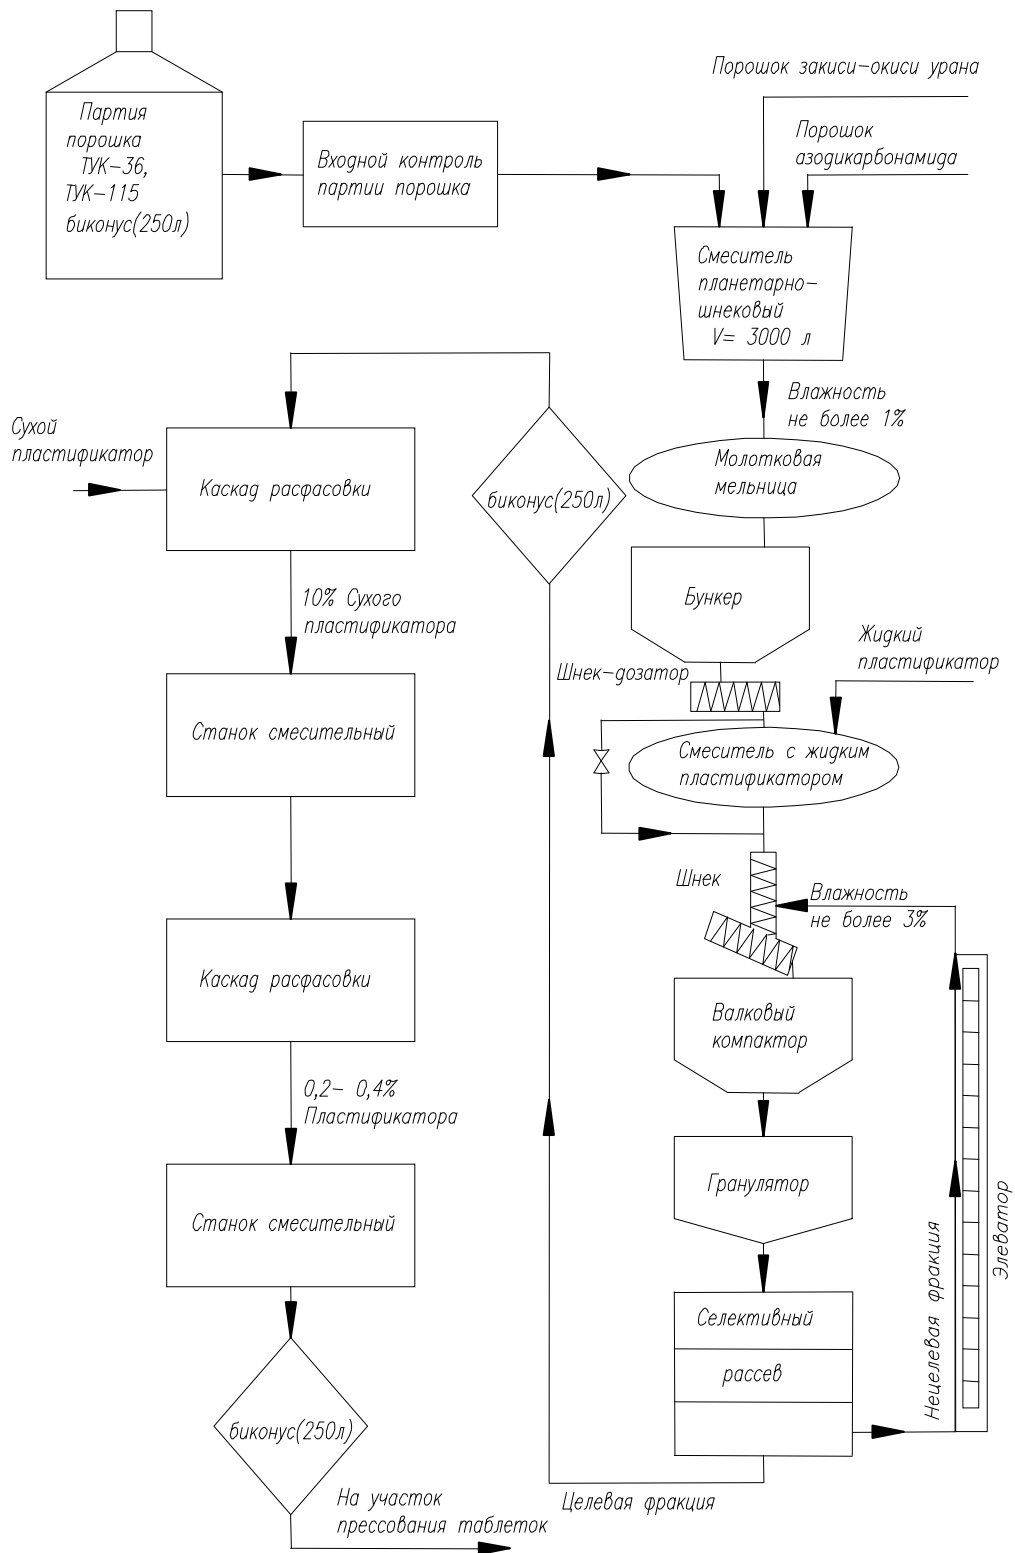 Партия
порошка
ТУК-36,
ТУК-115
биконус(250л)
Входной контроль
партии порошка
Порошок закиси-окиси урана
Порошок
азодикарбонамида
Смеситель
планетарно-
шнековый
V= 3000 л
Влажность
не более 1%
Молотковая
мельница
Бункер
Шнек-дозатор
Жидкий
пластификатор
Смеситель с жидким
пластификатором
Шнек
Влажность
не более 3%
Валковый
компактор
Гранулятор
Селективный
рассев
Нецелевая фракция
Элеватор
Целевая фракция
биконус(250л)
Сухой
пластификатор
Каскад расфасовки
10% Сухого
пластификатора
Станок смесительный
Каскад расфасовки
0,2- 0,4%
Пластификатора
Станок смесительный
биконус(250л)
На участок
прессования таблеток